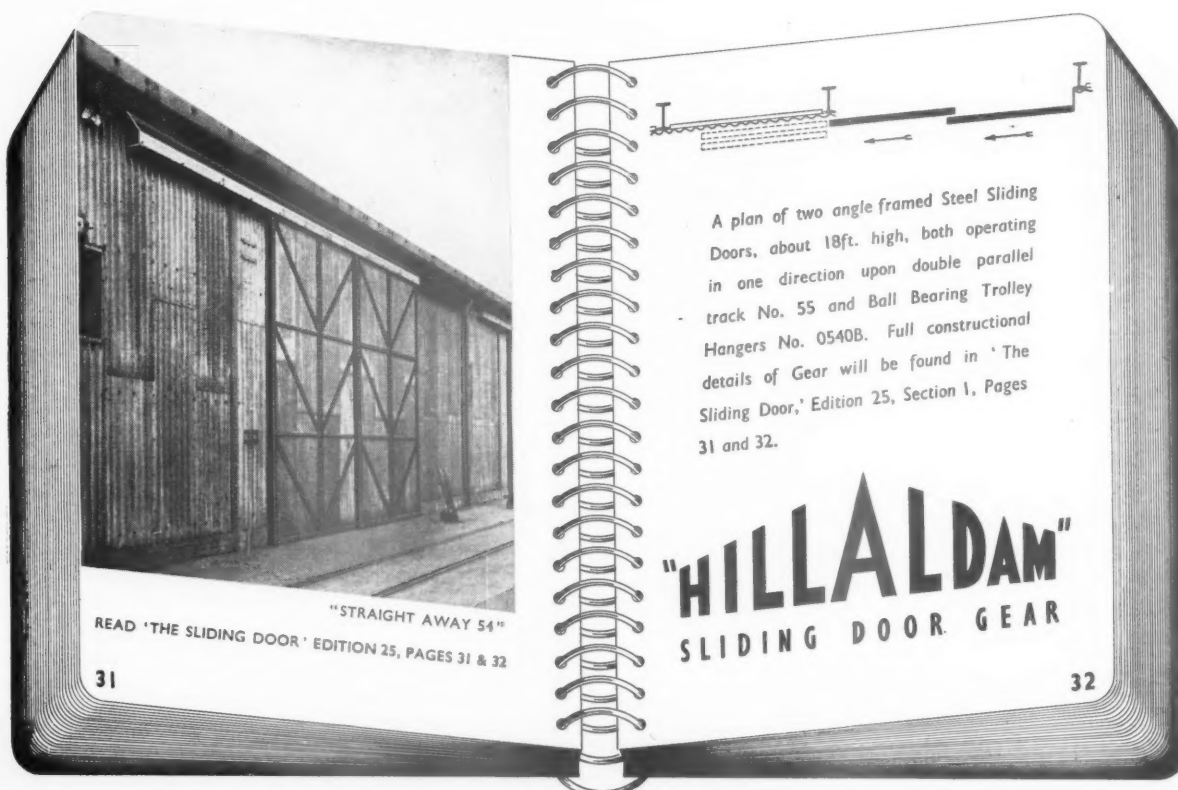 "STRAIGHT AWAY 54"
READ 'THE SLIDING DOOR' EDITION 25, PAGES 31 & 32
31
A plan of two angle framed Steel Sliding
Doors, about 18ft. high, both operating
in one direction upon double parallel
track No. 55 and Ball Bearing Trolley
Hangers No. 0540B. Full constructional
details of Gear will be found in 'The
Sliding Door,' Edition 25, Section 1, Pages
31 and 32.
"HILLALDAM"
SLIDING DOOR GEAR
32